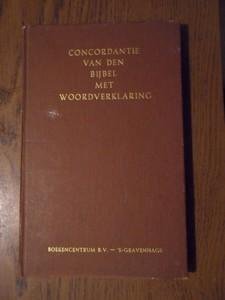 CONCORDANTIE
VAN DEN
BIJBEL
MET
WOORDVERKLARING
BOEKENCENTRUM B.V. — 'S-GRAVENHAGE